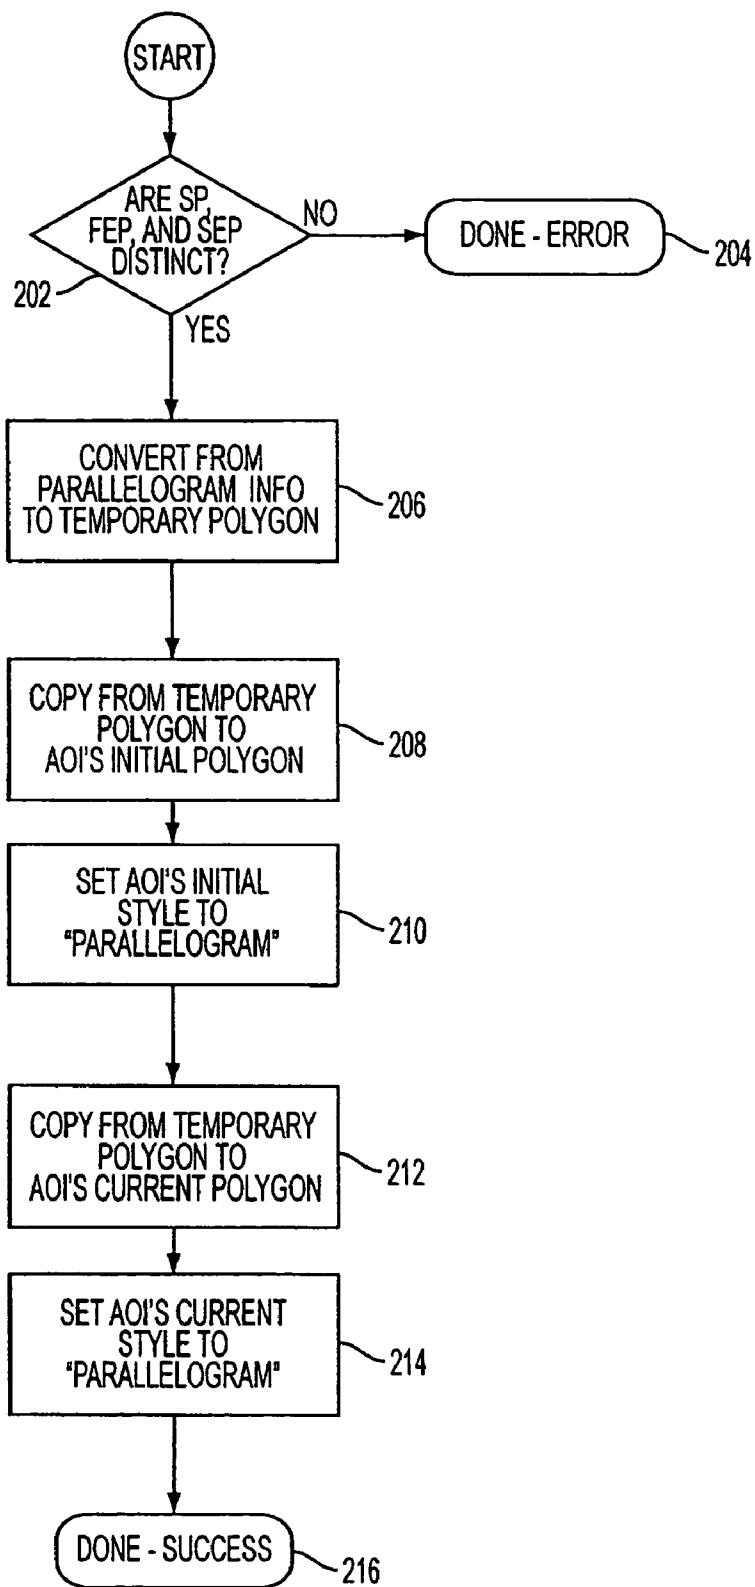 START
ARE SP,
FEP, AND SEP
DISTINCT?
NO
DONE - ERROR
204
202
YES
CONVERT FROM
PARALLELOGRAM INFO
TO TEMPORARY POLYGON
206
COPY FROM TEMPORARY
POLYGON TO
AOI'S INITIAL POLYGON
208
SET AOI'S INITIAL
STYLE TO
"PARALLELOGRAM"
210
COPY FROM TEMPORARY
POLYGON TO
AOI'S CURRENT POLYGON
212
SET AOI'S CURRENT
STYLE TO
"PARALLELOGRAM"
214
DONE - SUCCESS
216